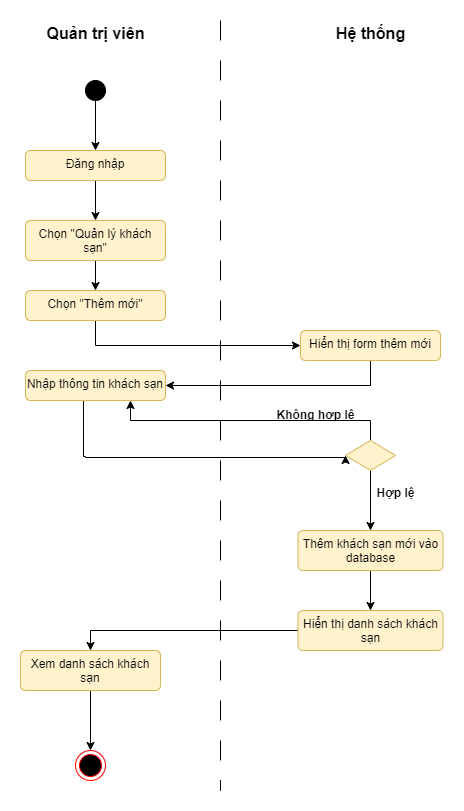 Quản trị viên
Hệ thống
Đăng nhập
Chọn "Quản lý khách
sạn"
Chọn "Thêm mới"
Hiển thị form thêm mới
Nhập thông tin khách sạn
Không hợp lê
Hợp lê
Thêm khách sạn mới vào
database
Hiển thị danh sách khách
sạn
Xem danh sách khách
sạn